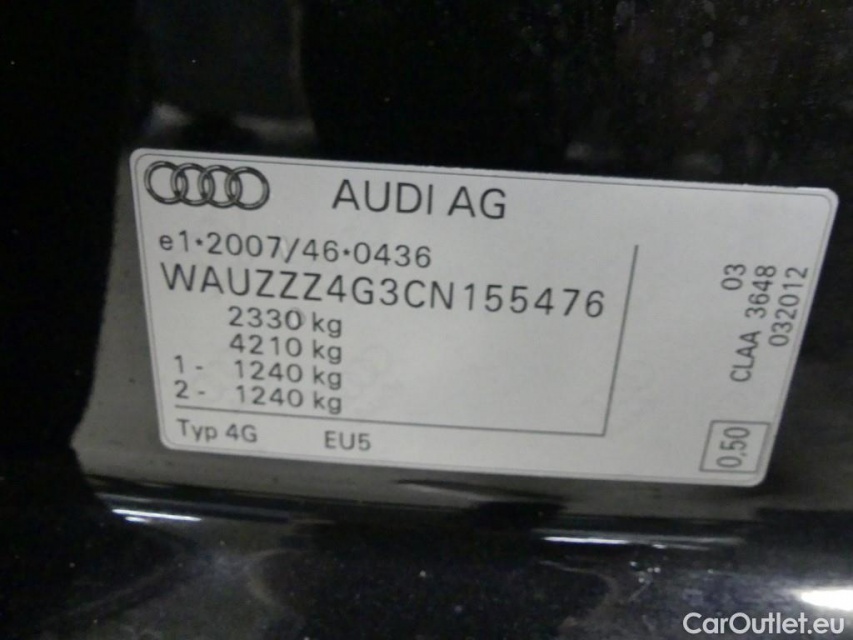 AUDI AG
e1*2007/46*0436
WAUZZZ4G3CN155476
2330 kg
4210 kg
1 - 1240 kg
2 - 1240 kg
Typ 4G EU5
03
CLAA 3648
032012
0,50
CarOutlet.eu